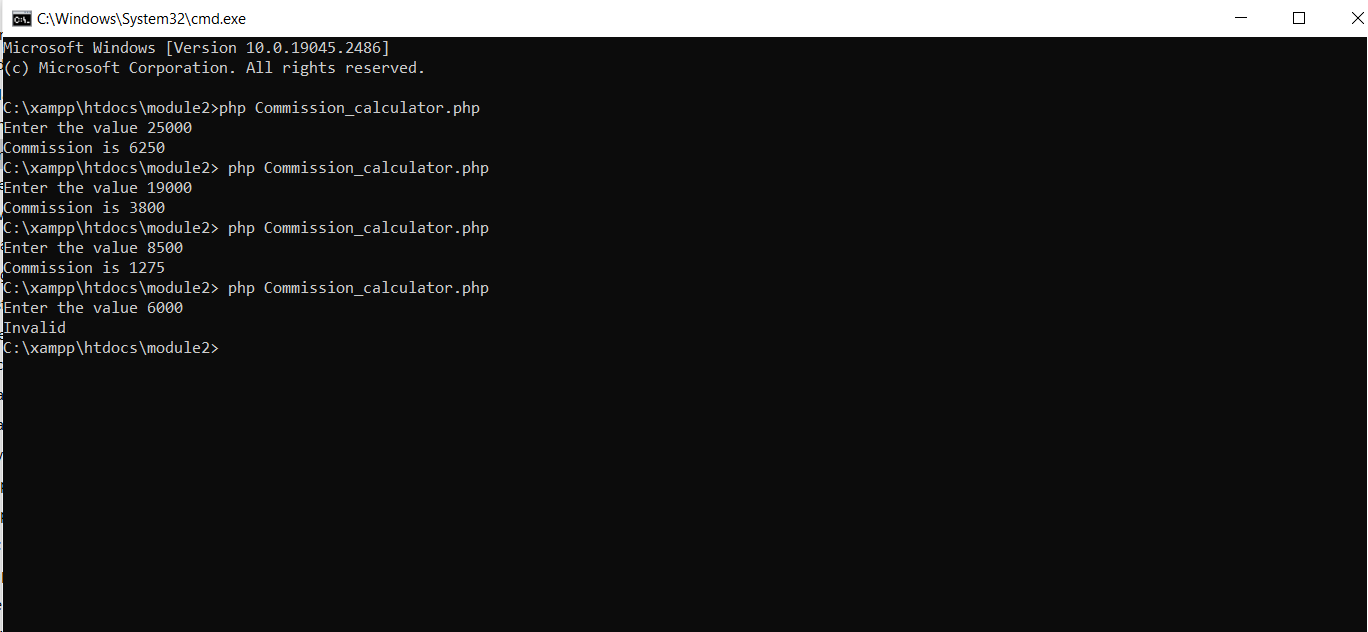 C:\Windows\System32\cmd.exe
Microsoft Windows [Version 10.0.19045.2486]
(c) Microsoft Corporation. All rights reserved.
C:\xampp\htdocs\module2>php Commission_calculator.php
Enter the value 25000
Commission is 6250
C:\xampp\htdocs\module2> php Commission_calculator.php
Enter the value 19000
Commission is 3800
C:\xampp\htdocs\module2> php Commission_calculator.php
Enter the value 8500
Commission is 1275
C:\xampp\htdocs\module2> php Commission_calculator.php
Enter the value 6000
Invalid
C:\xampp\htdocs\module2>